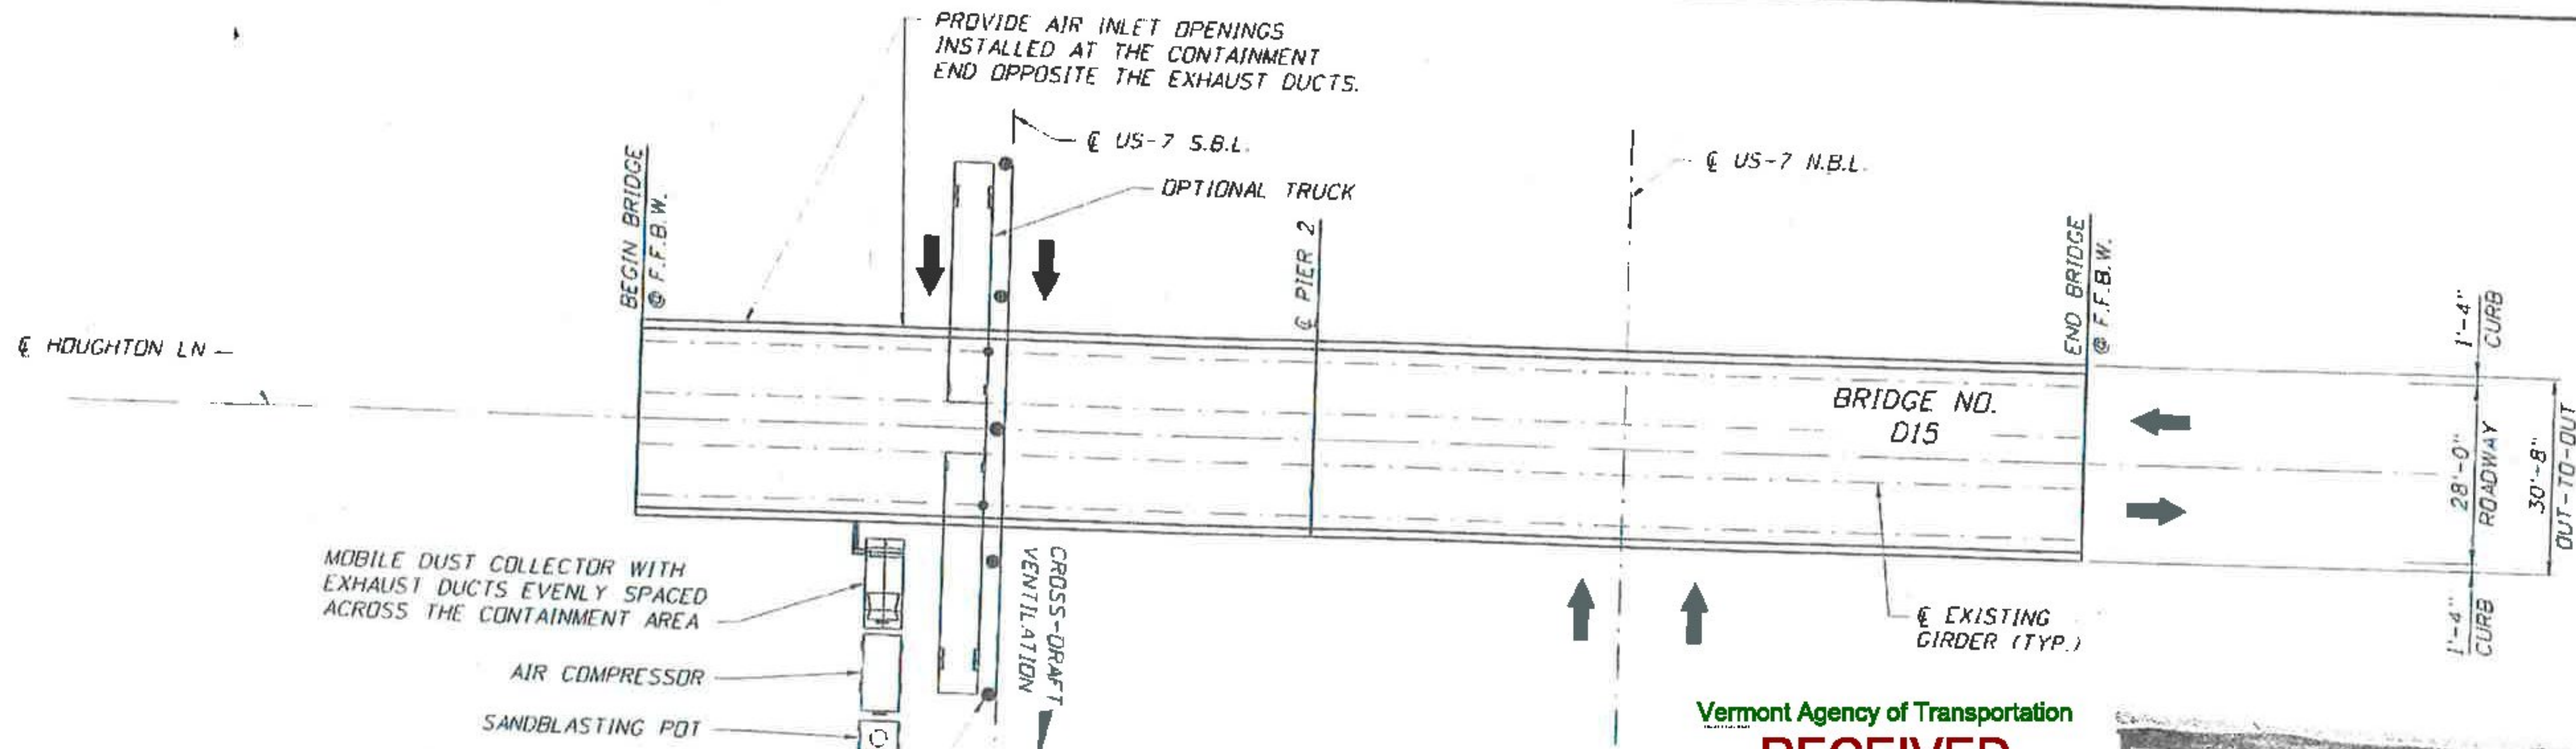 PROVIDE AIR INLET OPENINGS
INSTALLED AT THE CONTAINMENT
END OPPOSITE THE EXHAUST DUCTS.
℄ US-7 S.B.L.
℄ US-7 N.B.L.
OPTIONAL TRUCK
BEGIN BRIDGE
@ F.F.B.W.
℄ PIER 2
END BRIDGE
@ F.F.B.W.
℄ HOUGHTON LN
BRIDGE NO.
D15
1'-4"
CURB
28'-0"
ROADWAY
30'-8"
OUT-TO-OUT
1'-4"
CURB
MOBILE DUST COLLECTOR WITH
EXHAUST DUCTS EVENLY SPACED
ACROSS THE CONTAINMENT AREA
CROSS-DRAFT
VENTILATION
℄ EXISTING
GIRDER (TYP.)
AIR COMPRESSOR
SANDBLASTING POT
Vermont Agency of Transportation
RECEIVED